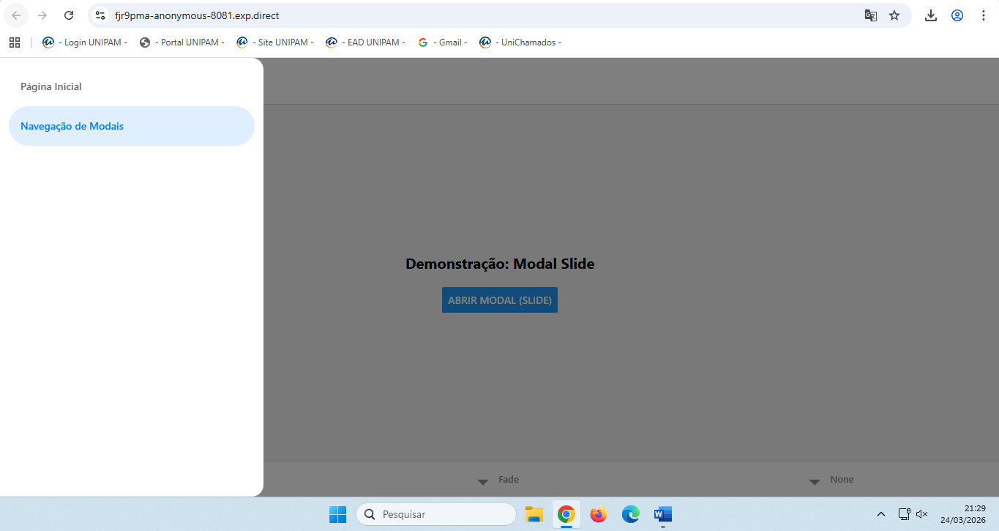 fjr9pma-anonymous-8081.exp.direct
- Login UNIPAM - - Portal UNIPAM - - Site UNIPAM - - EAD UNIPAM - - Gmail - - UniChamados -
Página Inicial
Navegação de Modais
Demonstração: Modal Slide
ABRIR MODAL (SLIDE)
Fade None
Pesquisar
21:29
24/03/2026